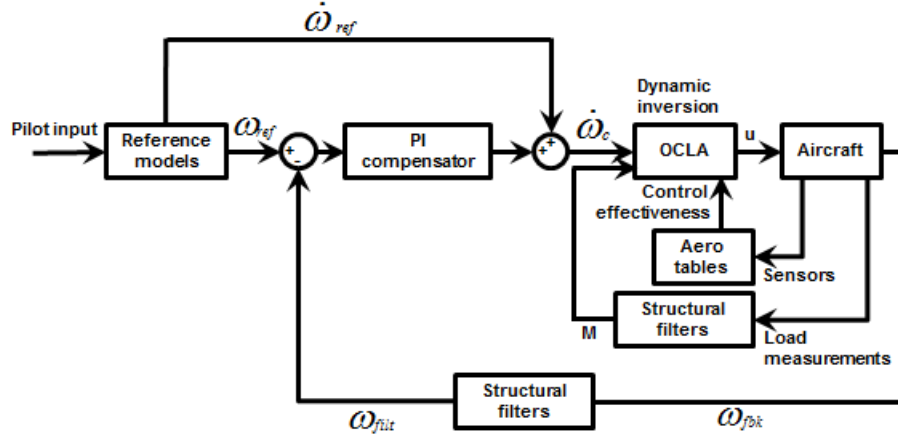 ω̇ ref
Dynamic
inversion
Pilot input
Reference
models
ωref
+
-
PI
compensator
+
+
ω̇c
OCLA
u
Aircraft
Control
effectiveness
Aero
tables
Sensors
Structural
filters
M
Load
measurements
Structural
filters
ωfilt
ωfbk